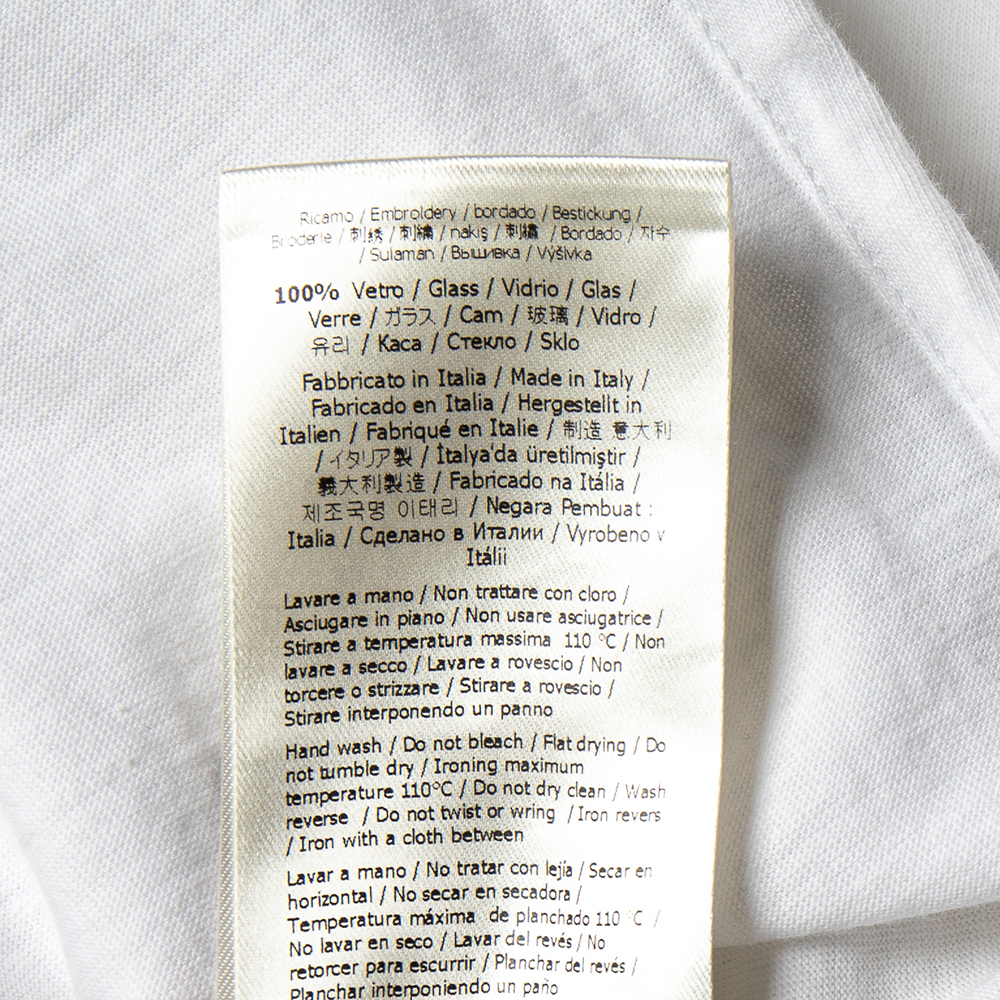 Ricamo / Embroidery / bordado / Bestickung /
Broderie / 刺綉 / 刺繍 / nakış / 刺繡 / Bordado / 자수
/ Sulaman / Вышивка / Výšivka
100% Vetro / Glass / Vidrio / Glas /
Verre / ガラス / Cam / 玻璃 / Vidro /
유리 / Kaca / Стекло / Sklo
Fabbricato in Italia / Made in Italy /
Fabricado en Italia / Hergestellt in
Italien / Fabriqué en Italie / 制造 意大利
/ イタリア製 / İtalya'da üretilmiştir /
義大利製造 / Fabricado na Itália /
제조국명 이태리 / Negara Pembuat :
Italia / Сделано в Италии / Vyrobeno v
Itálii
Lavare a mano / Non trattare con cloro /
Asciugare in piano / Non usare asciugatrice /
Stirare a temperatura massima 110 °C / Non
lavare a secco / Lavare a rovescio / Non
torcere o strizzare / Stirare a rovescio /
Stirare interponendo un panno
Hand wash / Do not bleach / Flat drying / Do
not tumble dry / Ironing maximum
temperature 110°C / Do not dry clean / Wash
reverse / Do not twist or wring / Iron revers
/ Iron with a cloth between
Lavar a mano / No tratar con lejía / Secar en
horizontal / No secar en secadora /
Temperatura máxima de planchado 110 °C /
No lavar en seco / Lavar del revés / No
retorcer para escurrir / Planchar del revés /
Planchar interponiendo un paño